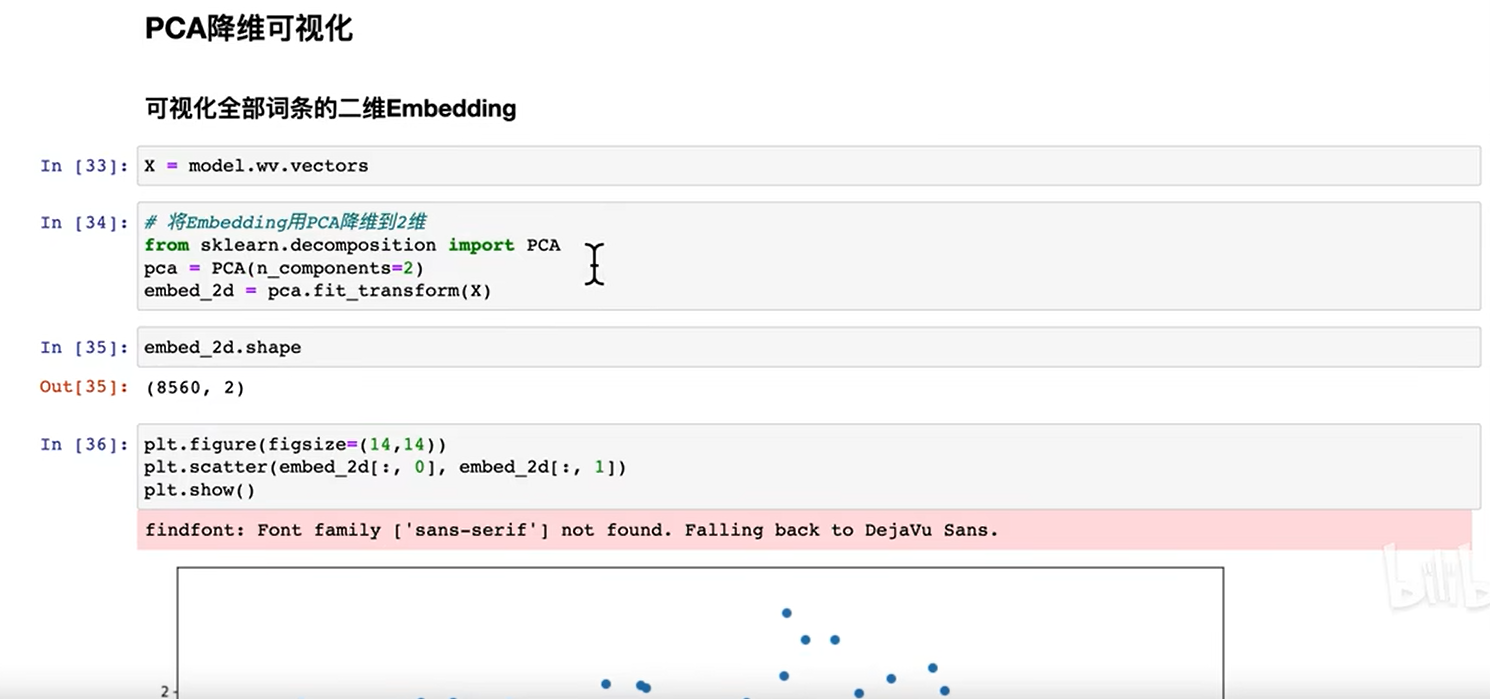 PCA降维可视化
可视化全部词条的二维Embedding
In [33]: X = model.wv.vectors
In [34]: # 将Embedding用PCA降维到2维
from sklearn.decomposition import PCA
pca = PCA(n_components=2)
embed_2d = pca.fit_transform(X)
In [35]: embed_2d.shape
Out[35]: (8560, 2)
In [36]: plt.figure(figsize=(14,14))
plt.scatter(embed_2d[:, 0], embed_2d[:, 1])
plt.show()
findfont: Font family ['sans-serif'] not found. Falling back to DejaVu Sans.
bilib
2